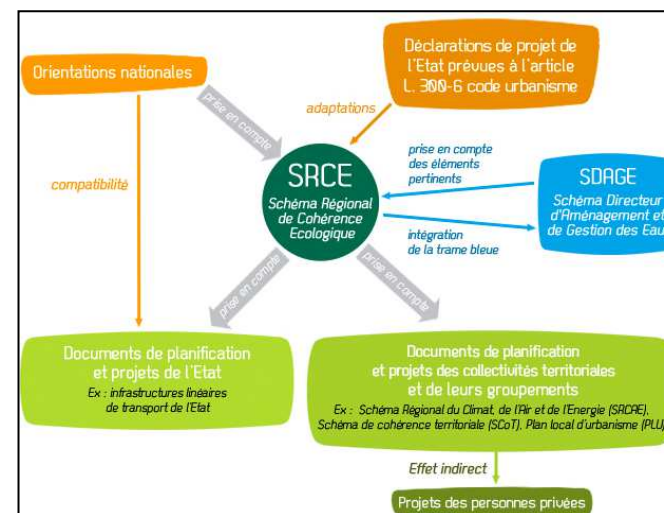 Orientations nationales
Déclarations de projet de
l'Etat prévues à l'article
L. 300-6 code urbanisme
prise en compte
adaptations
compatibilité
SRCE
Schéma Régional
de Cohérence
Ecologique
prise en compte
des éléments
pertinents
SDAGE
Schéma Directeur
d'Aménagement et
de Gestion des Eau
intégration
de la trame bleue
prise en compte
prise en compte
Documents de planification
et projets de l'Etat
Ex : infrastructures linéaires
de transport de l'Etat
Documents de planification
et projets des collectivités territoriales
et de leurs groupements
Ex : Schéma Régional du Climat, de l'Air et de l'Energie (SRCAE),
Schéma de cohérence territoriale (SCoT), Plan local d'urbanisme (PLU)
Effet indirect
Projets des personnes privées